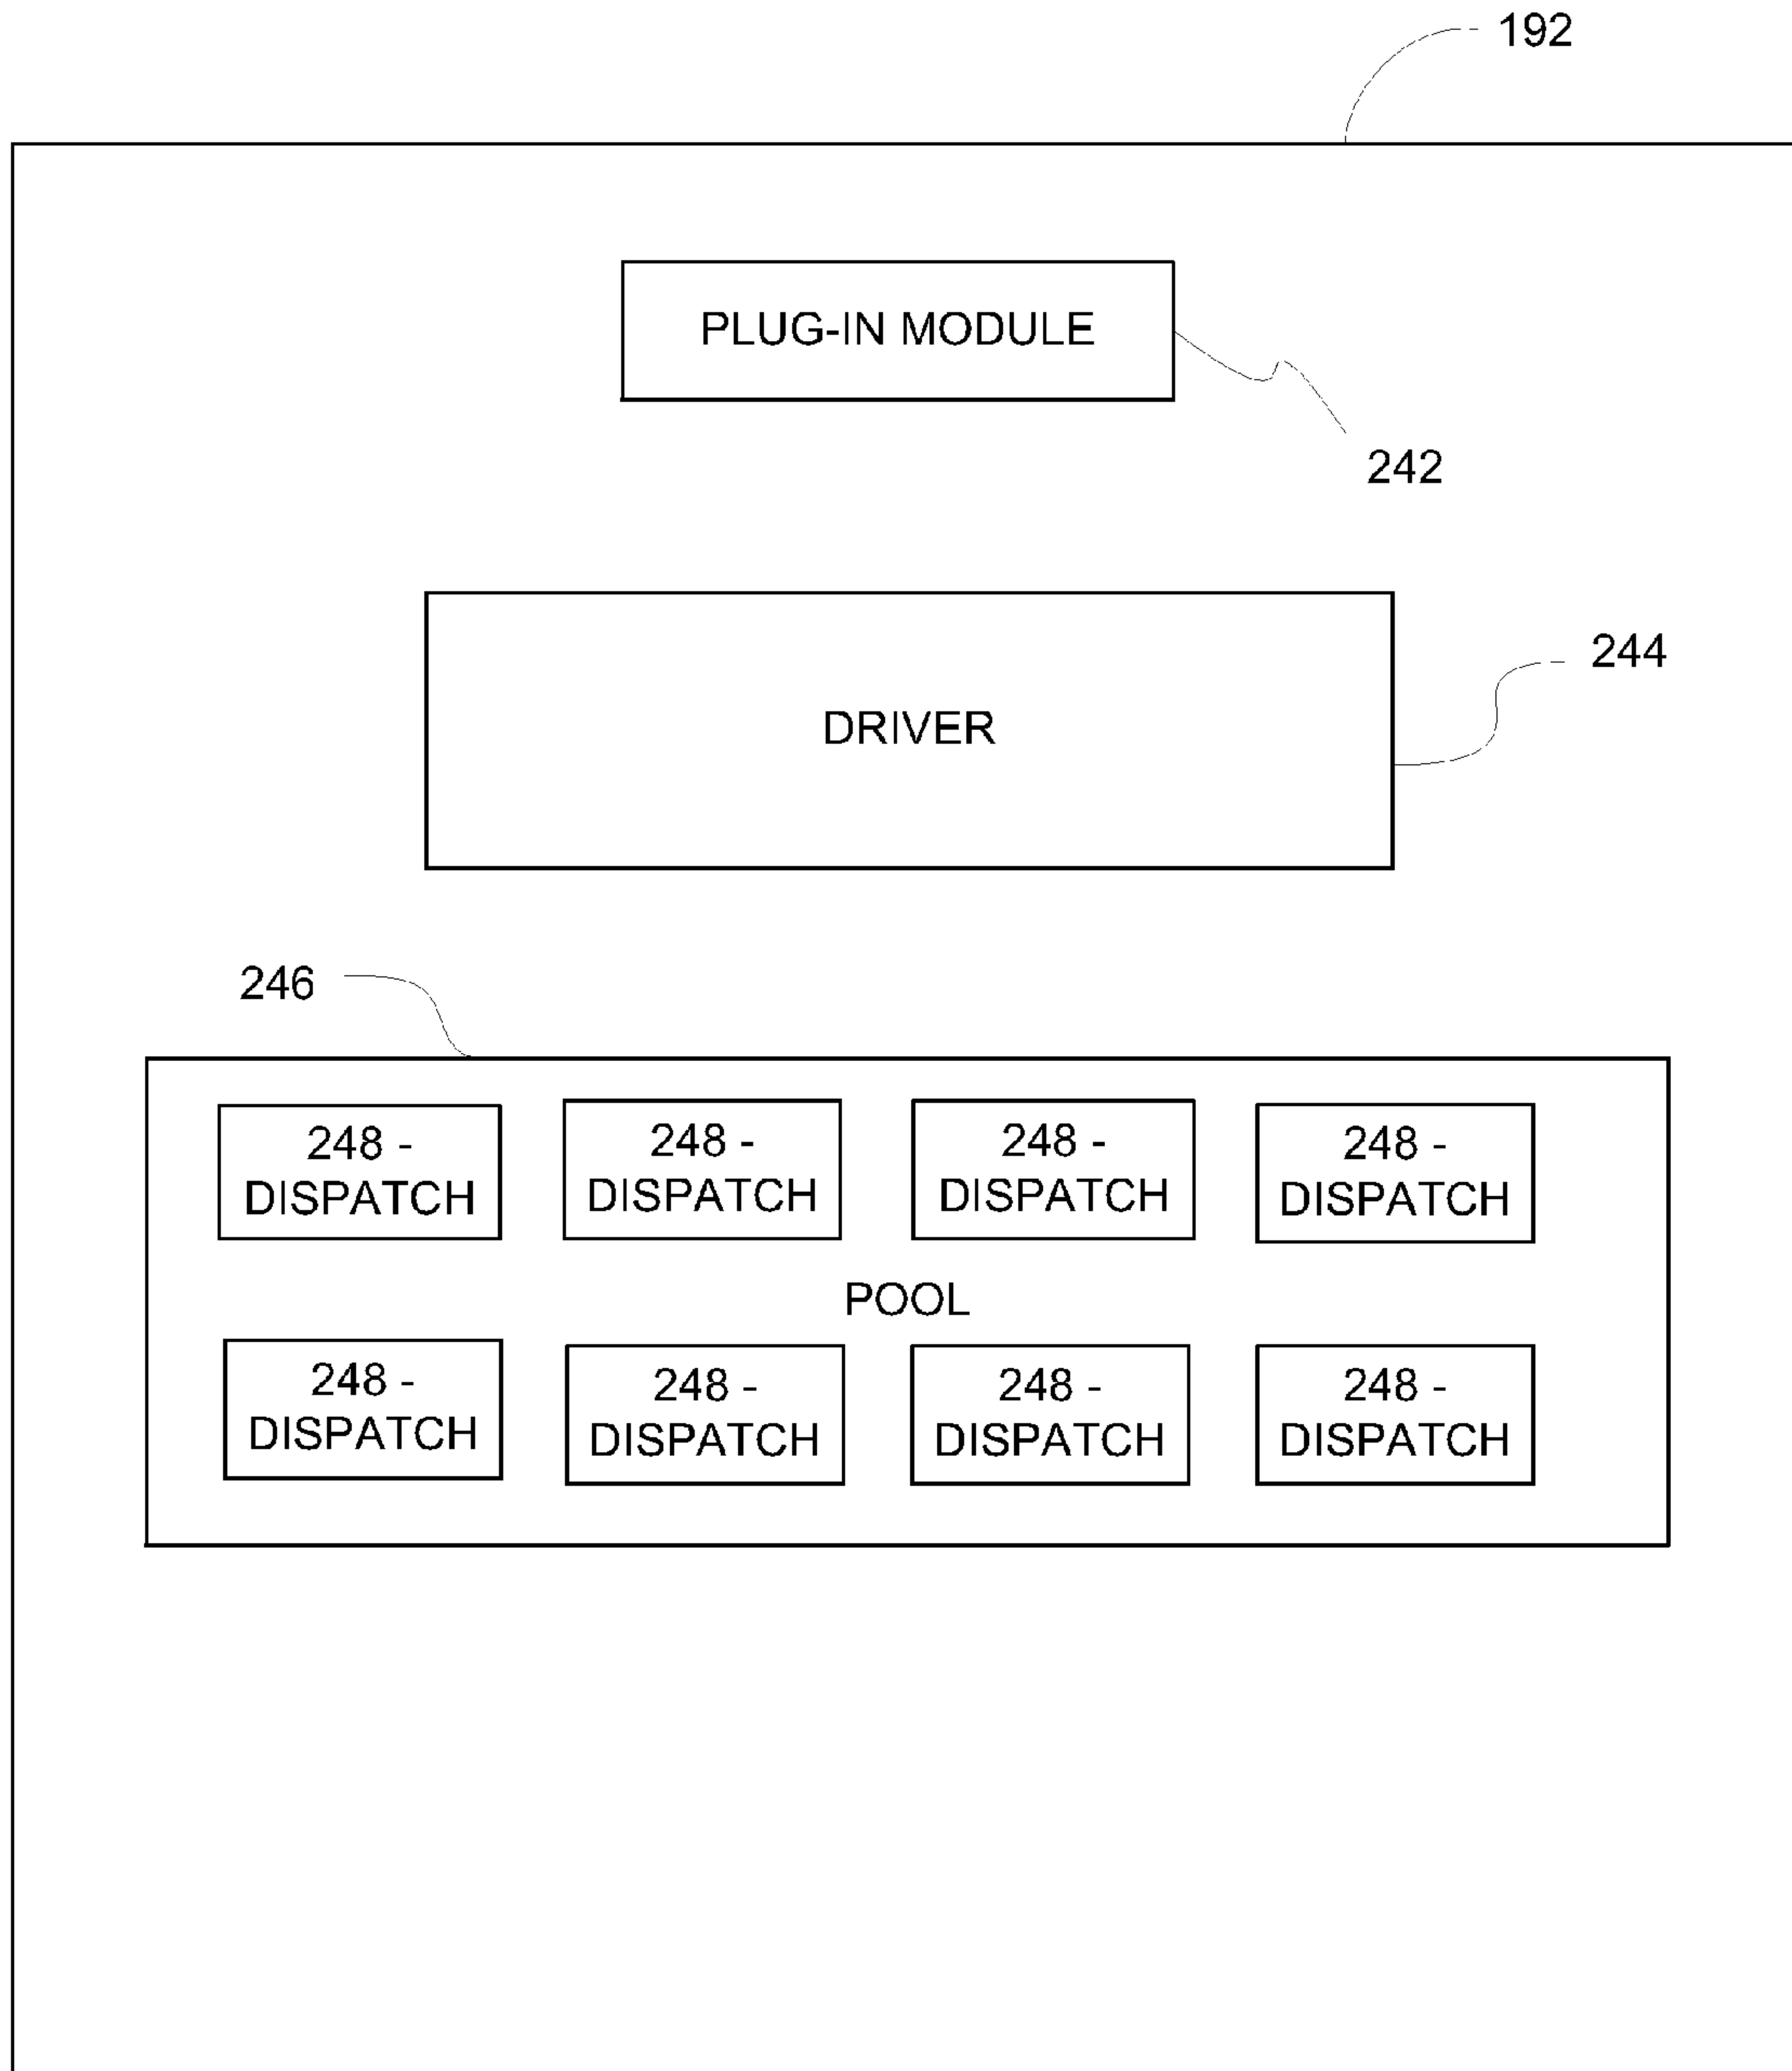 192
PLUG-IN MODULE
242
244
DRIVER
246
248 -
DISPATCH
248 -
DISPATCH
248 -
DISPATCH
248 -
DISPATCH
POOL
248 -
DISPATCH
248 -
DISPATCH
248 -
DISPATCH
248 -
DISPATCH